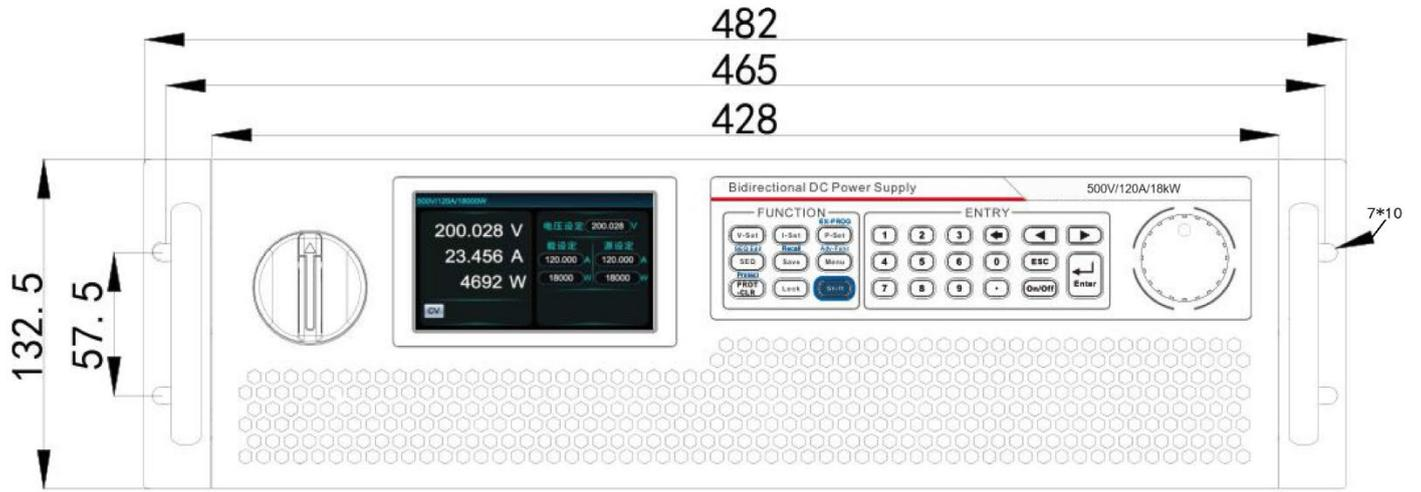 482
465
428
132.5
57.5
7*10
500V/120A/18000W
200.028 V
23.456 A
4692 W
CV
电压设定 200.028 V
载设定 源设定
120.000 A 120.000 A
18000 W 18000 W
Bidirectional DC Power Supply 500V/120A/18kW
FUNCTION
EX-PROG
V-Set I-Set P-Set
SEQ Edit Recall Adv-Func
SEQ Save Menu
Protect
PROT
-CLR Lock Shift
ENTRY
1 2 3
4 5 6 0 ESC
7 8 9 . On/Off Enter